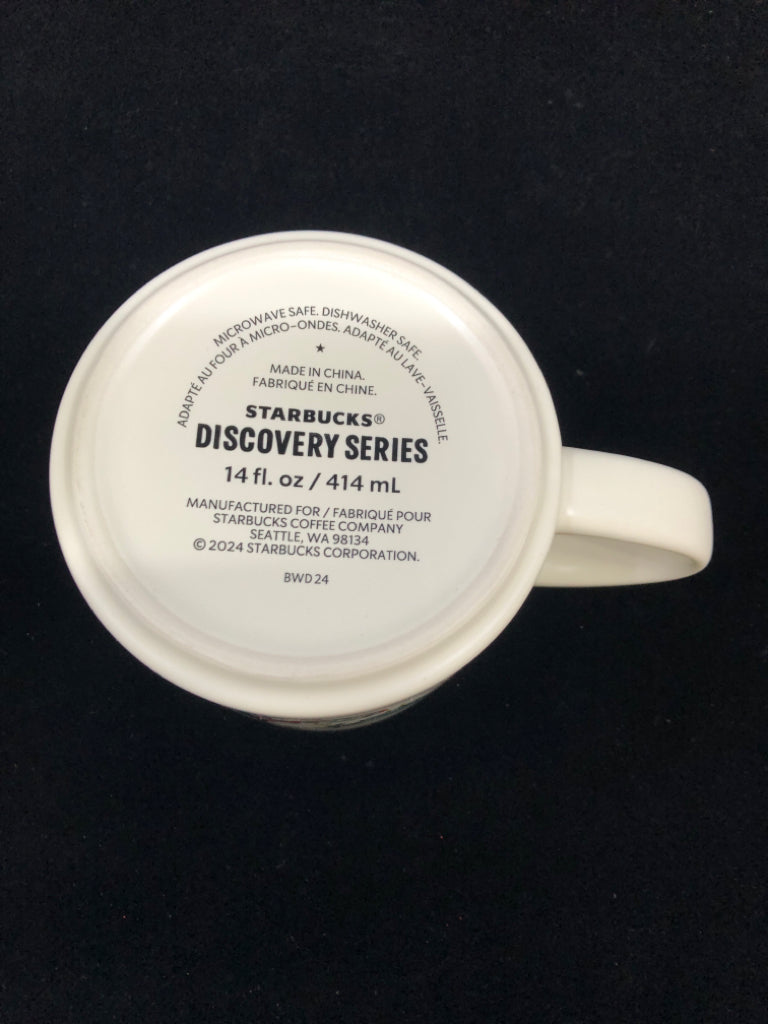 MICROWAVE SAFE. DISHWASHER SAFE.
ADAPTÉ AU FOUR À MICRO-ONDES. ADAPTÉ AU LAVE-VAISSELLE.
MADE IN CHINA.
FABRIQUÉ EN CHINE.
STARBUCKS®
DISCOVERY SERIES
14 fl. oz / 414 mL
MANUFACTURED FOR / FABRIQUÉ POUR
STARBUCKS COFFEE COMPANY
SEATTLE, WA 98134
© 2024 STARBUCKS CORPORATION.
BWD 24